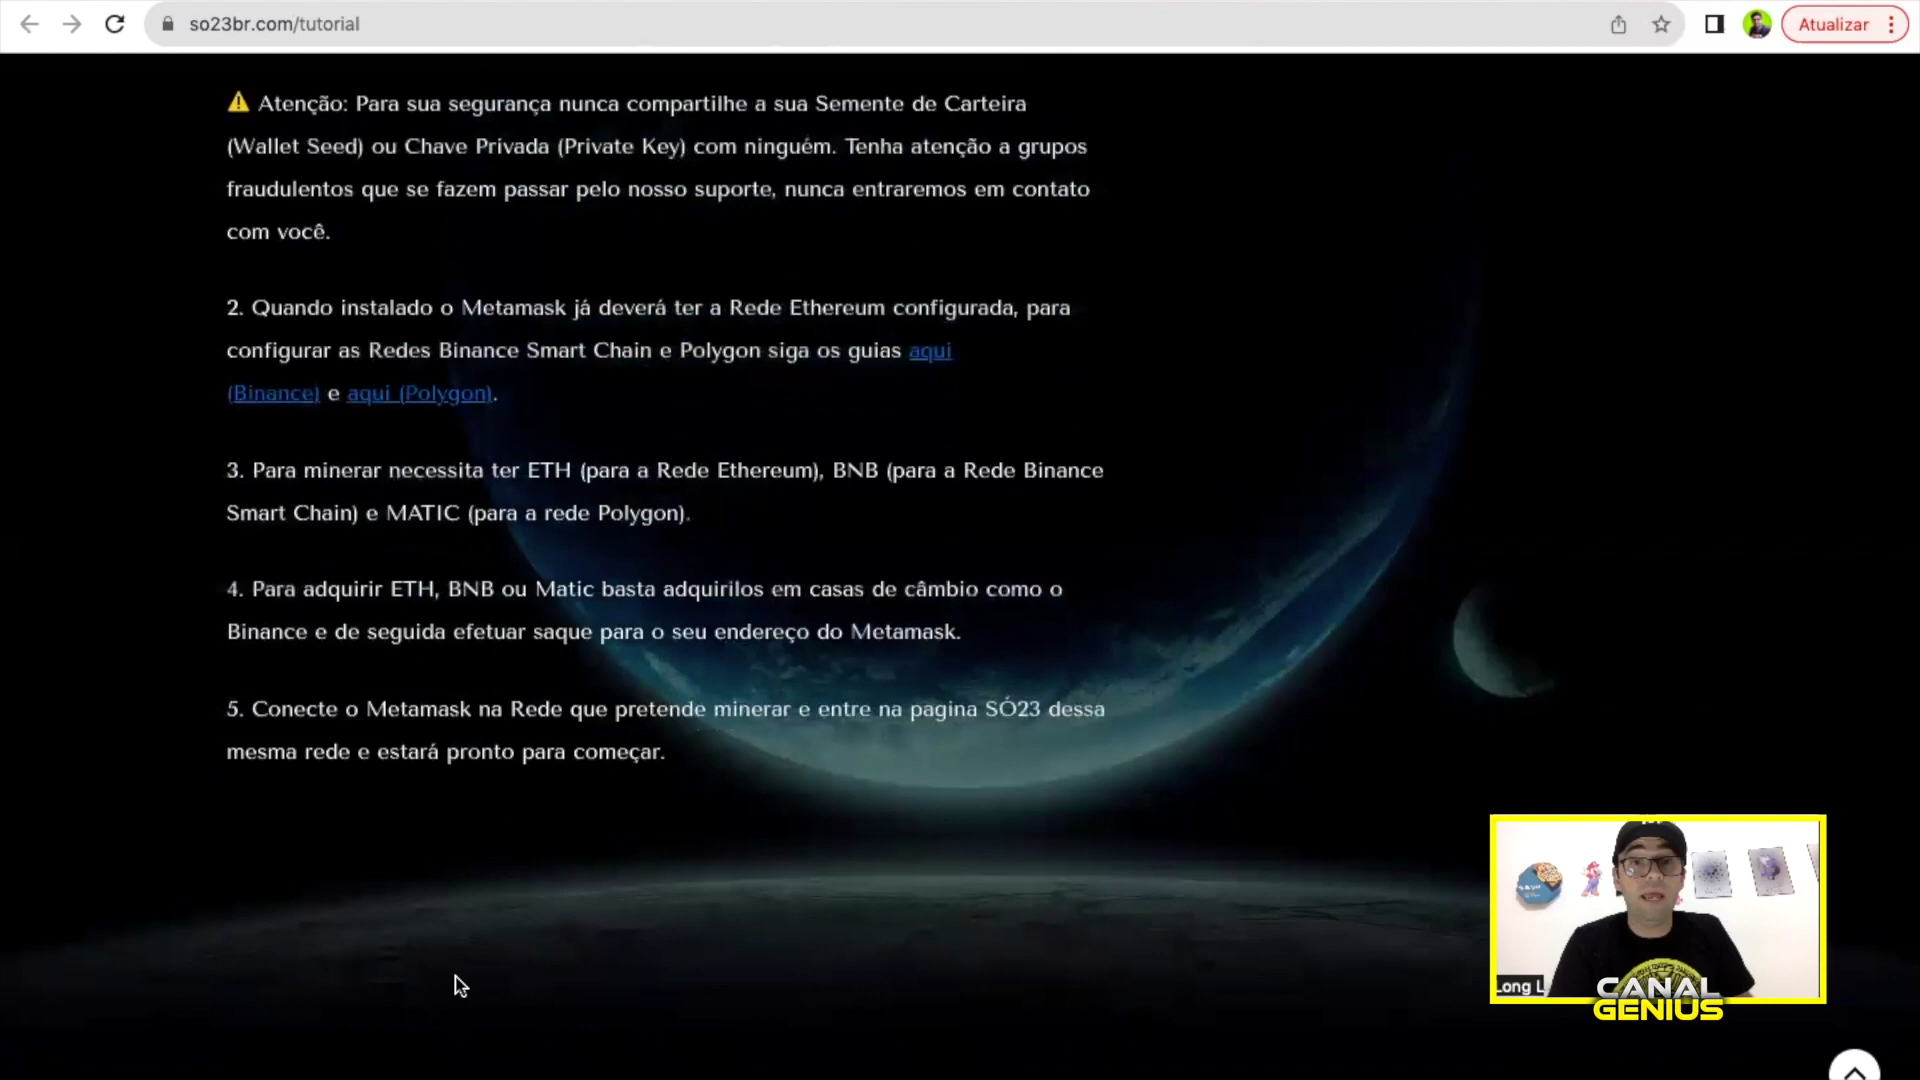 so23br.com/tutorial
Atualizar
Atenção: Para sua segurança nunca compartilhe a sua Semente de Carteira
(Wallet Seed) ou Chave Privada (Private Key) com ninguém. Tenha atenção a grupos
fraudulentos que se fazem passar pelo nosso suporte, nunca entraremos em contato
com você.
2. Quando instalado o Metamask já deverá ter a Rede Ethereum configurada, para
configurar as Redes Binance Smart Chain e Polygon siga os guias aqui
(Binance) e aqui (Polygon).
3. Para minerar necessita ter ETH (para a Rede Ethereum), BNB (para a Rede Binance
Smart Chain) e MATIC (para a rede Polygon).
4. Para adquirir ETH, BNB ou Matic basta adquirilos em casas de câmbio como o
Binance e de seguida efetuar saque para o seu endereço do Metamask.
5. Conecte o Metamask na Rede que pretende minerar e entre na pagina SÓ23 dessa
mesma rede e estará pronto para começar.
Long L
CANAL
GENIUS